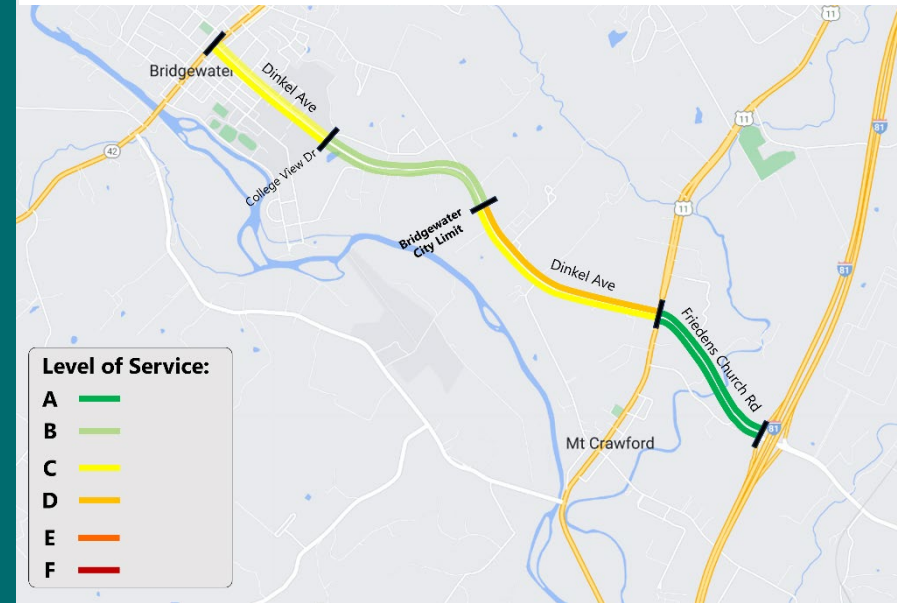 11
Bridgewater
Dinkel Ave
11
81
42
College View Dr
11
Bridgewater
City Limit
81
Dinkel Ave
Friedens Church Rd
Level of Service:
A
B
C
D
E
F
81
Mt Crawford